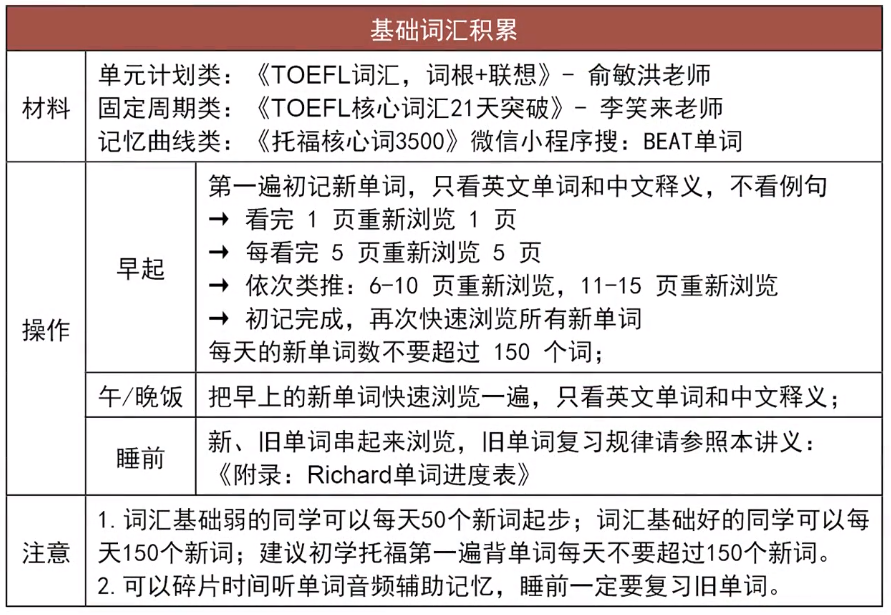 基础词汇积累
材料
单元计划类：《TOEFL词汇，词根+联想》- 俞敏洪老师
固定周期类：《TOEFL核心词汇21天突破》- 李笑来老师
记忆曲线类：《托福核心词3500》微信小程序搜：BEAT单词
操作
早起
第一遍初记新单词，只看英文单词和中文释义，不看例句
→ 看完 1 页重新浏览 1 页
→ 每看完 5 页重新浏览 5 页
→ 依次类推：6-10 页重新浏览，11-15 页重新浏览
→ 初记完成，再次快速浏览所有新单词
每天的新单词数不要超过 150 个词；
午/晚饭
把早上的新单词快速浏览一遍，只看英文单词和中文释义；
睡前
新、旧单词串起来浏览，旧单词复习规律请参照本讲义：
《附录：Richard单词进度表》
注意
1. 词汇基础弱的同学可以每天50个新词起步；词汇基础好的同学可以每
天150个新词；建议初学托福第一遍背单词每天不要超过150个新词。
2. 可以碎片时间听单词音频辅助记忆，睡前一定要复习旧单词。